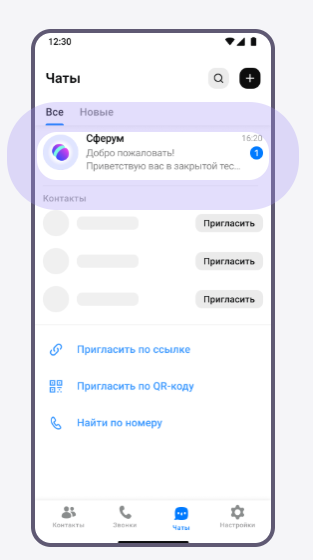 12:30
Чаты
Все Новые
Сферум 16:20
Добро пожаловать! 1
Приветствую вас в закрытой тес...
Контакты
Пригласить
Пригласить
Пригласить
Пригласить по ссылке
Пригласить по QR-коду
Найти по номеру
Контакты Звонки Чаты Настройки